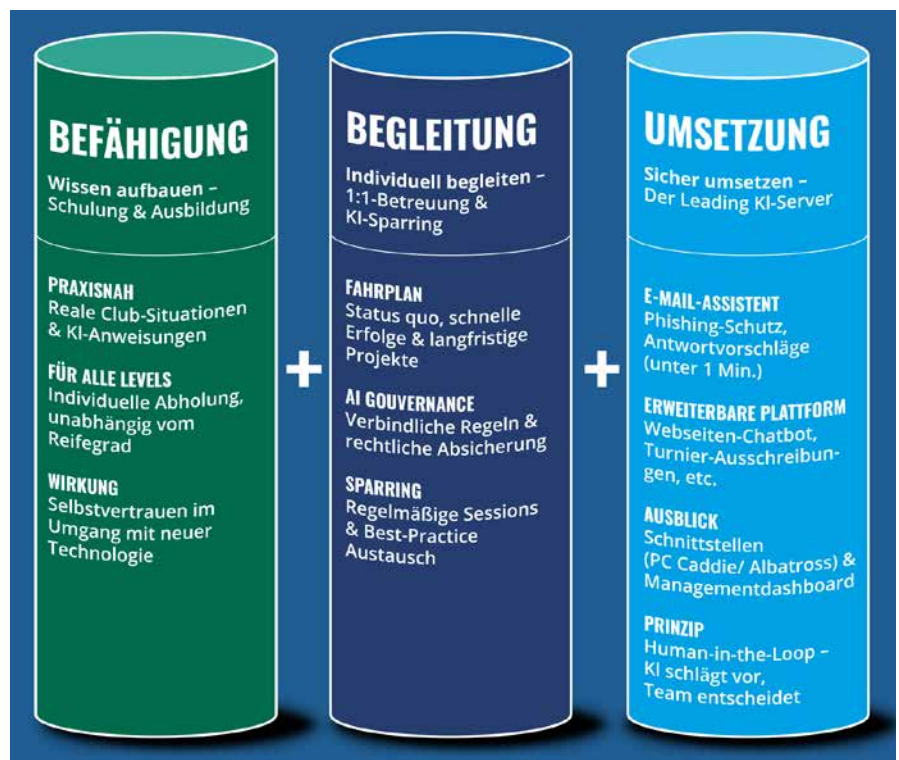 BEFÄHIGUNG
Wissen aufbauen –
Schulung & Ausbildung
PRAXISNAH
Reale Club-Situationen
& KI-Anweisungen
FÜR ALLE LEVELS
Individuelle Abholung,
unabhängig vom
Reifegrad
WIRKUNG
Selbstvertrauen im
Umgang mit neuer
Technologie
+
BEGLEITUNG
Individuell begleiten –
1:1-Betreuung &
KI-Sparring
FAHRPLAN
Status quo, schnelle
Erfolge & langfristige
Projekte
AI GOUVERNANCE
Verbindliche Regeln &
rechtliche Absicherung
SPARRING
Regelmäßige Sessions
& Best-Practice
Austausch
+
UMSETZUNG
Sicher umsetzen –
Der Leading KI-Server
E-MAIL-ASSISTENT
Phishing-Schutz,
Antwortvorschläge
(unter 1 Min.)
ERWEITERBARE PLATTFORM
Webseiten-Chatbot,
Turnier-Ausschreibun-
gen, etc.
AUSBLICK
Schnittstellen
(PC Caddie/ Albatross) &
Managementdashboard
PRINZIP
Human-in-the-Loop –
KI schlägt vor,
Team entscheidet